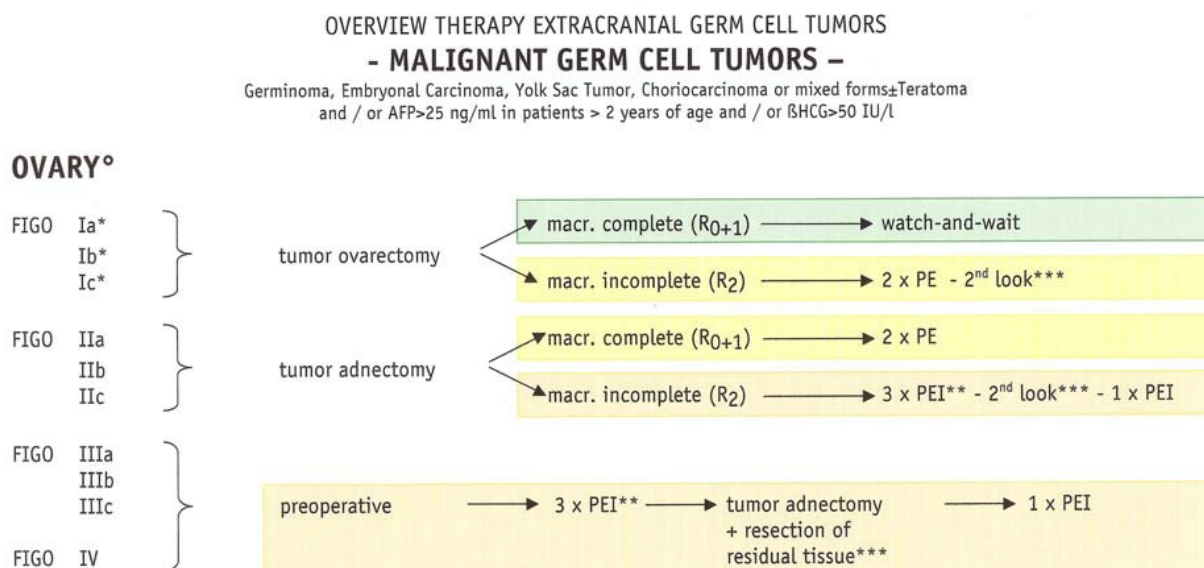 OVERVIEW THERAPY EXTRACRANIAL GERM CELL TUMORS
- MALIGNANT GERM CELL TUMORS –
Germinoma, Embryonal Carcinoma, Yolk Sac Tumor, Choriocarcinoma or mixed forms±Teratoma
and / or AFP>25 ng/ml in patients > 2 years of age and / or ßHCG>50 IU/l
OVARY°
FIGO Ia*
Ib*
Ic*
tumor ovarectomy
macr. complete (R0+1) watch-and-wait
macr. incomplete (R2) 2 x PE - 2nd look***
FIGO IIa
IIb
IIc
tumor adnectomy
macr. complete (R0+1) 2 x PE
macr. incomplete (R2) 3 x PEI** - 2nd look*** - 1 x PEI
FIGO IIIa
IIIb
IIIc
FIGO IV
preoperative 3 x PEI** tumor adnectomy 1 x PEI
+ resection of
residual tissue***